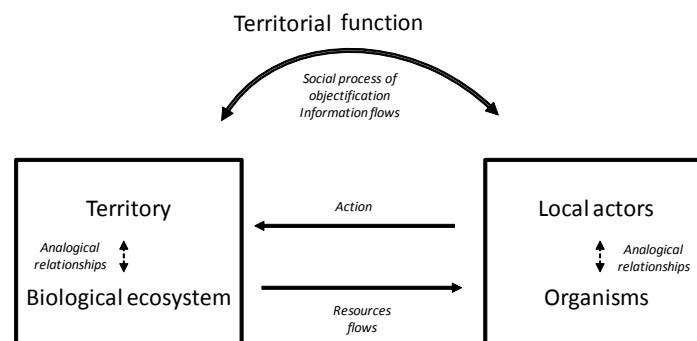 Territorial function
Social process of
objectification
Information flows
Territory
Analogical
relationships
Biological ecosystem
Action
Resources
flows
Local actors
Analogical
relationships
Organisms